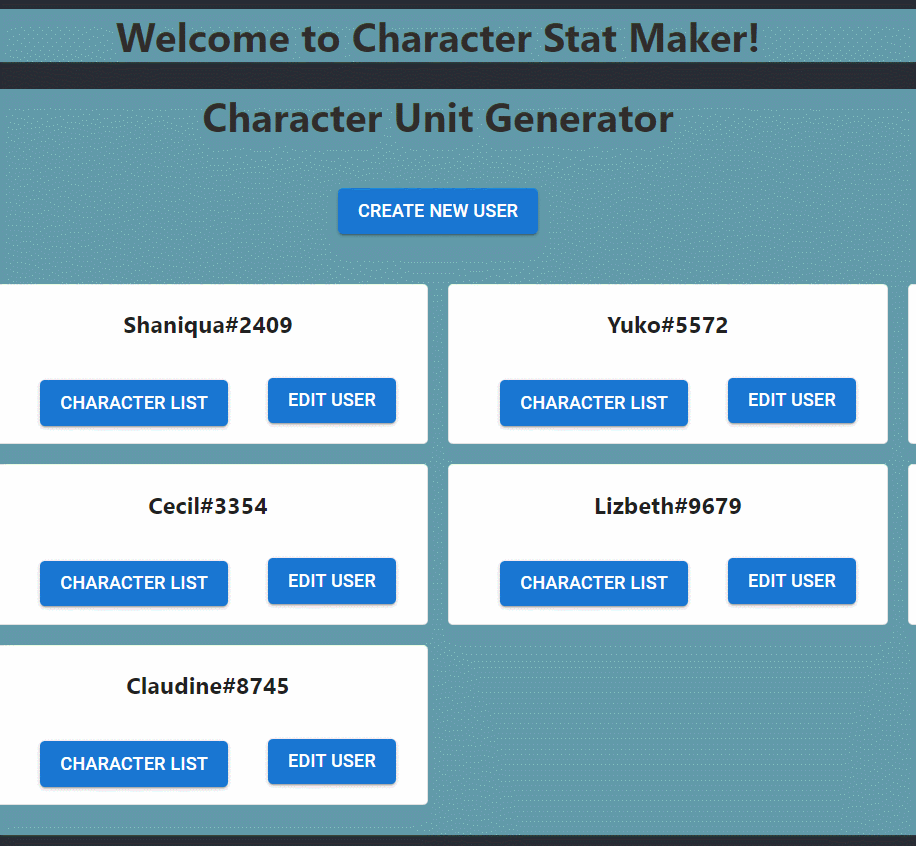 Welcome to Character Stat Maker!
Character Unit Generator
CREATE NEW USER
Shaniqua#2409
CHARACTER LIST
EDIT USER
Yuko#5572
CHARACTER LIST
EDIT USER
Cecil#3354
CHARACTER LIST
EDIT USER
Lizbeth#9679
CHARACTER LIST
EDIT USER
Claudine#8745
CHARACTER LIST
EDIT USER